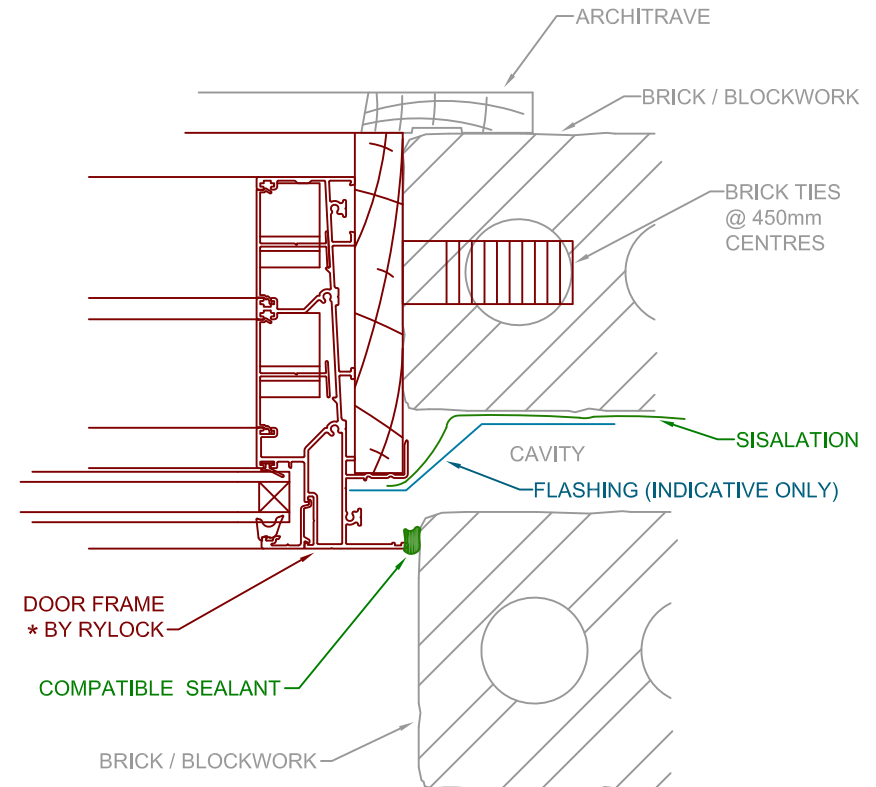 ARCHITRAVE
BRICK / BLOCKWORK
BRICK TIES
@ 450mm
CENTRES
SISALATION
CAVITY
FLASHING (INDICATIVE ONLY)
DOOR FRAME
* BY RYLOCK
COMPATIBLE SEALANT
BRICK / BLOCKWORK